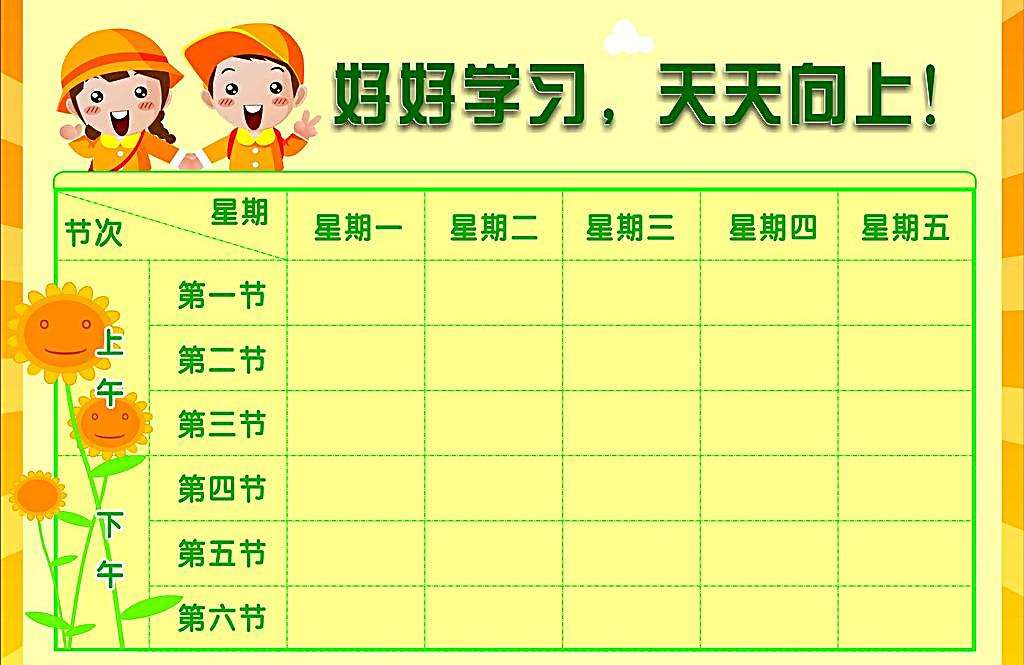 好好学习，天天向上！
星期
节次
星期一 星期二 星期三 星期四 星期五
上午
第一节
第二节
第三节
下午
第四节
第五节
第六节